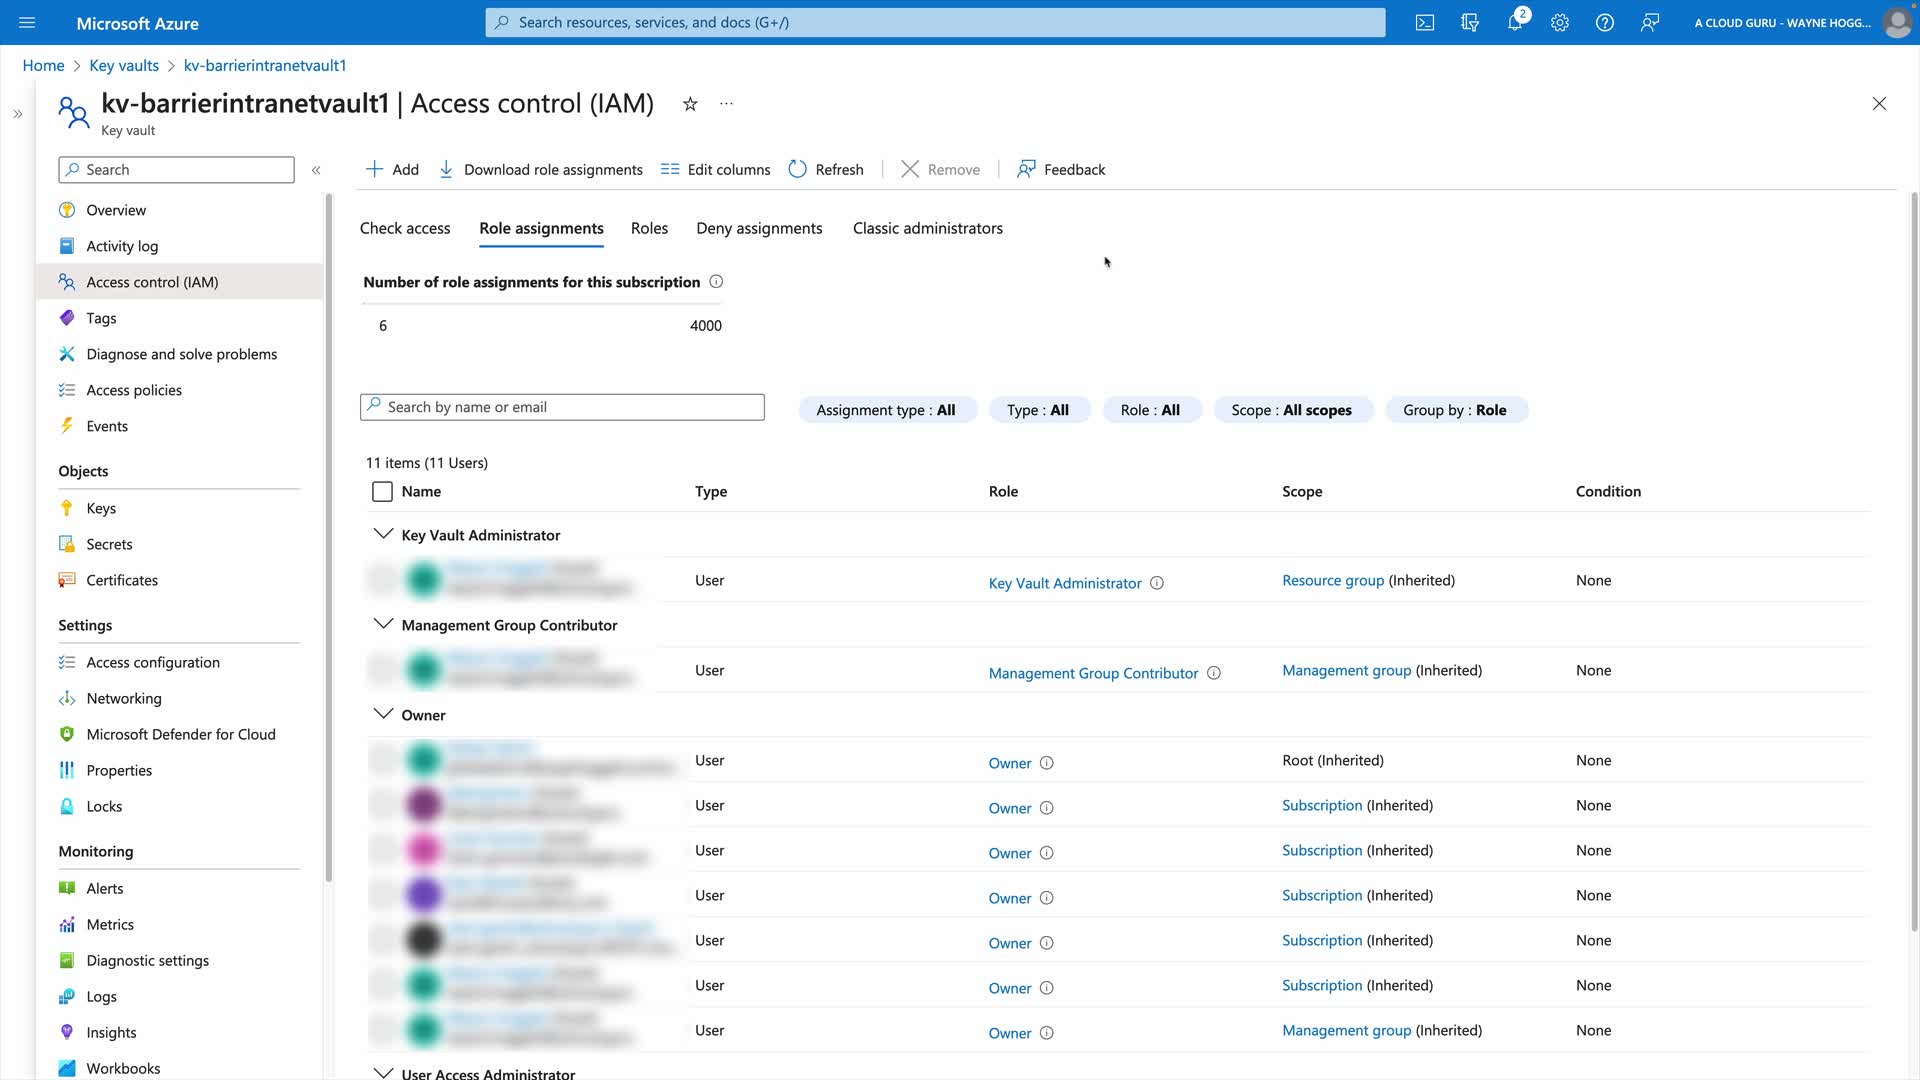 Microsoft Azure
Search resources, services, and docs (G+/)
2
A CLOUD GURU - WAYNE HOGG...
Home > Key vaults > kv-barrierintranetvault1
kv-barrierintranetvault1 | Access control (IAM)
Key vault
Search
Overview
Activity log
Access control (IAM)
Tags
Diagnose and solve problems
Access policies
Events
Objects
Keys
Secrets
Certificates
Settings
Access configuration
Networking
Microsoft Defender for Cloud
Properties
Locks
Monitoring
Alerts
Metrics
Diagnostic settings
Logs
Insights
Workbooks
Add Download role assignments Edit columns Refresh Remove Feedback
Check access Role assignments Roles Deny assignments Classic administrators
Number of role assignments for this subscription
6 4000
Search by name or email
Assignment type : All Type : All Role : All Scope : All scopes Group by : Role
11 items (11 Users)
Name Type Role Scope Condition
Key Vault Administrator
User Key Vault Administrator Resource group (Inherited) None
Management Group Contributor
User Management Group Contributor Management group (Inherited) None
Owner
User Owner Root (Inherited) None
User Owner Subscription (Inherited) None
User Owner Subscription (Inherited) None
User Owner Subscription (Inherited) None
User Owner Subscription (Inherited) None
User Owner Subscription (Inherited) None
User Owner Management group (Inherited) None
User Access Administrator